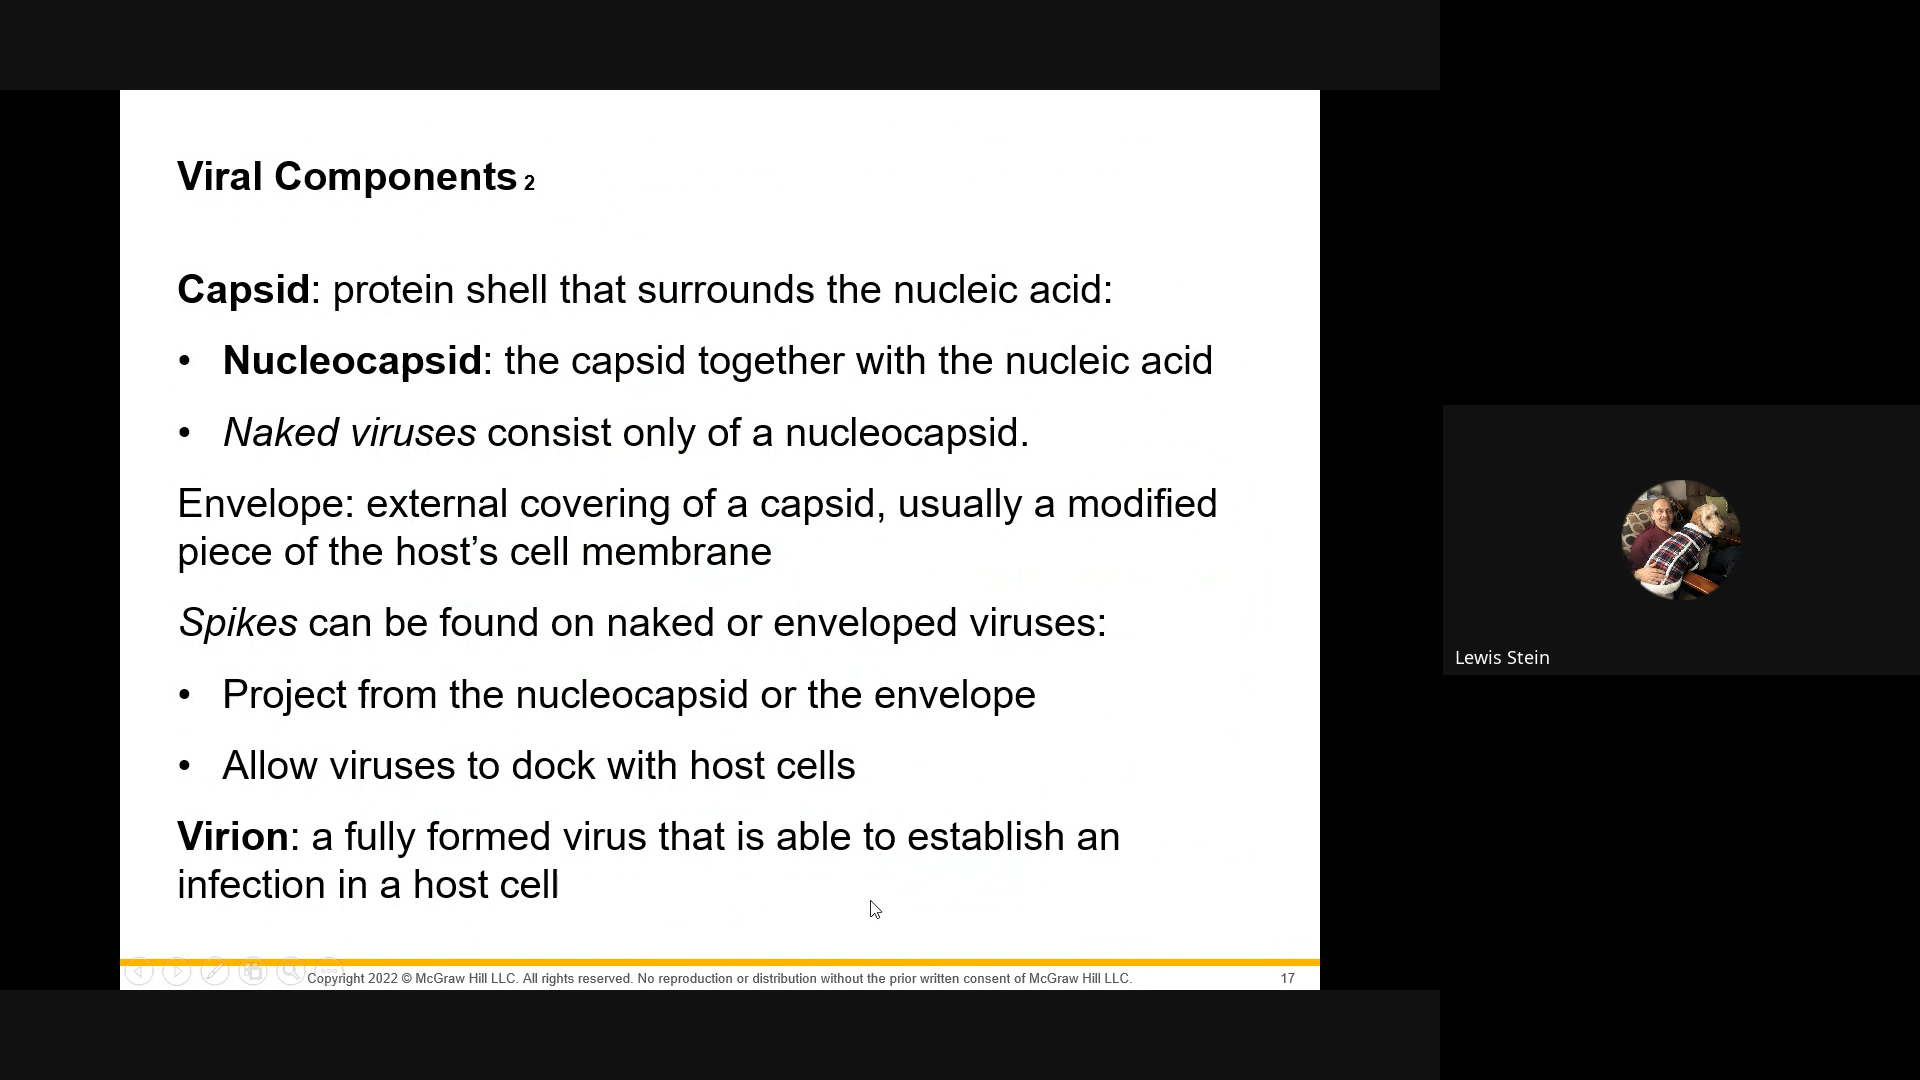 Viral Components 2
Capsid: protein shell that surrounds the nucleic acid:
• Nucleocapsid: the capsid together with the nucleic acid
• Naked viruses consist only of a nucleocapsid.
Envelope: external covering of a capsid, usually a modified
piece of the host’s cell membrane
Spikes can be found on naked or enveloped viruses:
• Project from the nucleocapsid or the envelope
• Allow viruses to dock with host cells
Virion: a fully formed virus that is able to establish an
infection in a host cell
Copyright 2022 © McGraw Hill LLC. All rights reserved. No reproduction or distribution without the prior written consent of McGraw Hill LLC.
17
Lewis Stein